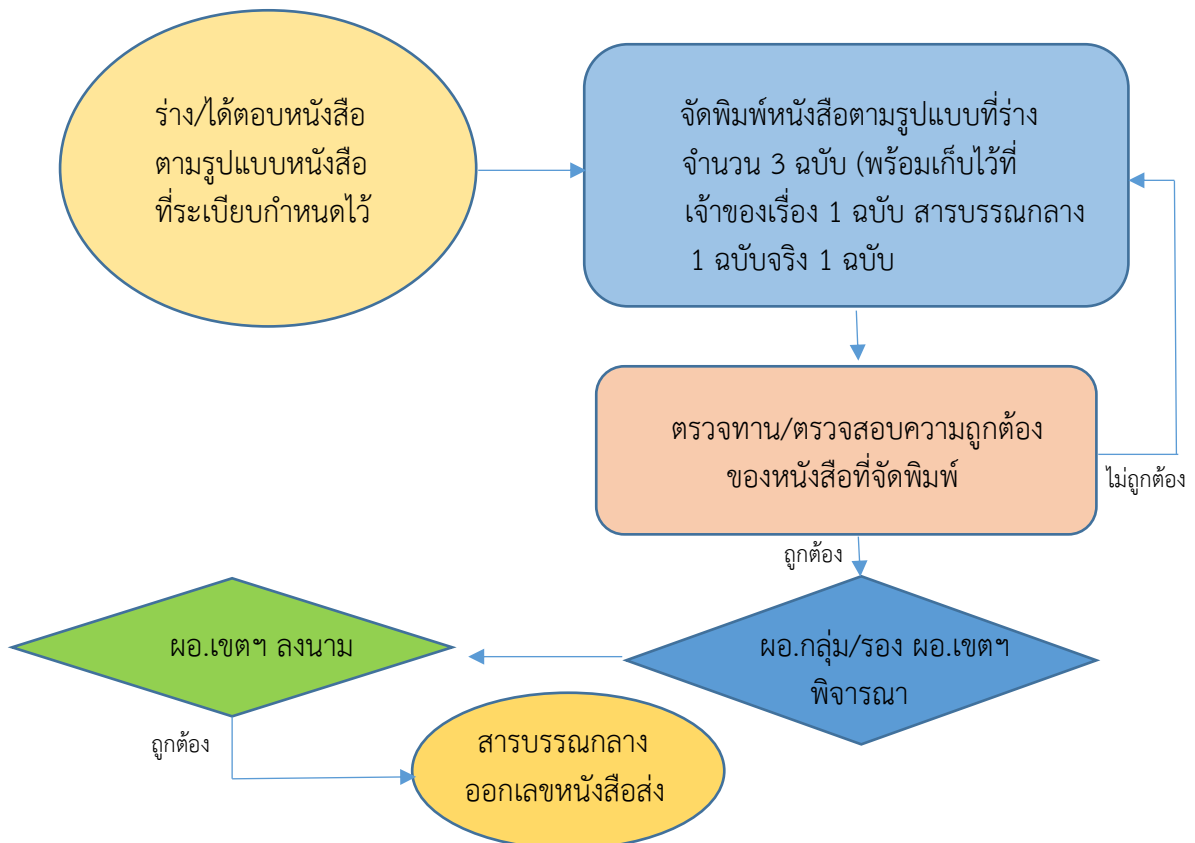 ร่าง/ได้ตอบหนังสือ
ตามรูปแบบหนังสือ
ที่ระเบียบกำหนดไว้
จัดพิมพ์หนังสือตามรูปแบบที่ร่าง
จำนวน 3 ฉบับ (พร้อมเก็บไว้ที่
เจ้าของเรื่อง 1 ฉบับ สารบรรณกลาง
1 ฉบับจริง 1 ฉบับ
ตรวจทาน/ตรวจสอบความถูกต้อง
ของหนังสือที่จัดพิมพ์
ไม่ถูกต้อง
ถูกต้อง
ผอ.กลุ่ม/รอง ผอ.เขตฯ
พิจารณา
ผอ.เขตฯ ลงนาม
ถูกต้อง
สารบรรณกลาง
ออกเลขหนังสือส่ง